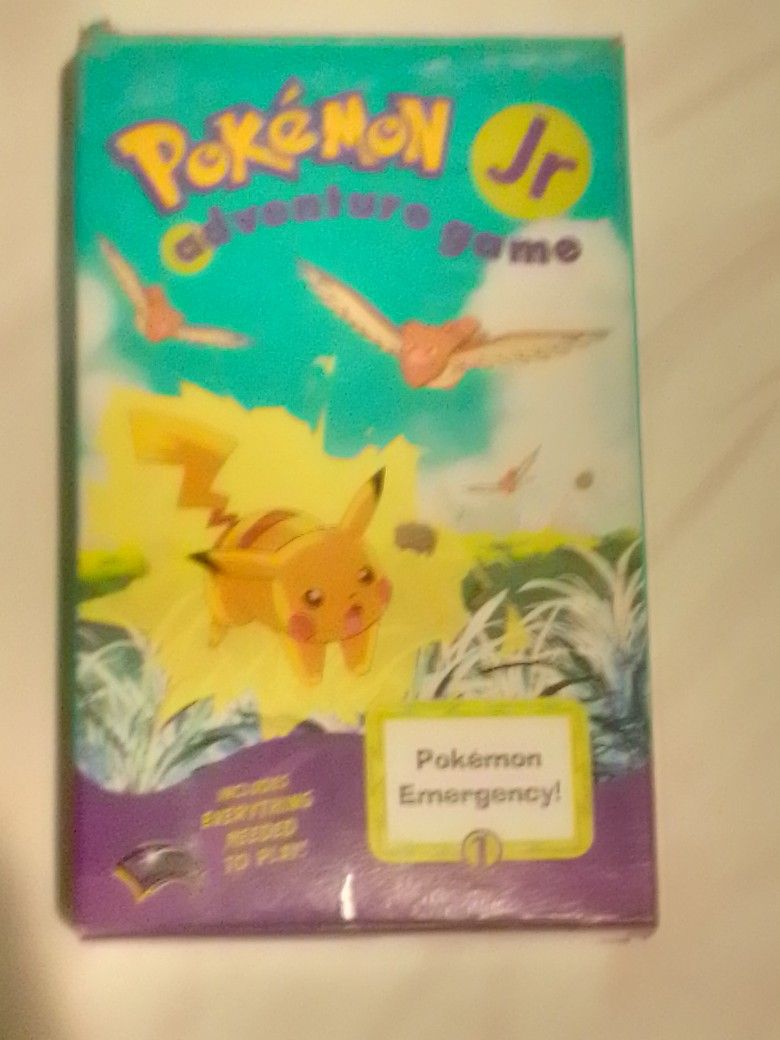 POKéMON Jr
adventure game
Pokémon
Emergency!
1
INCLUDES
EVERYTHING
NEEDED
TO PLAY!